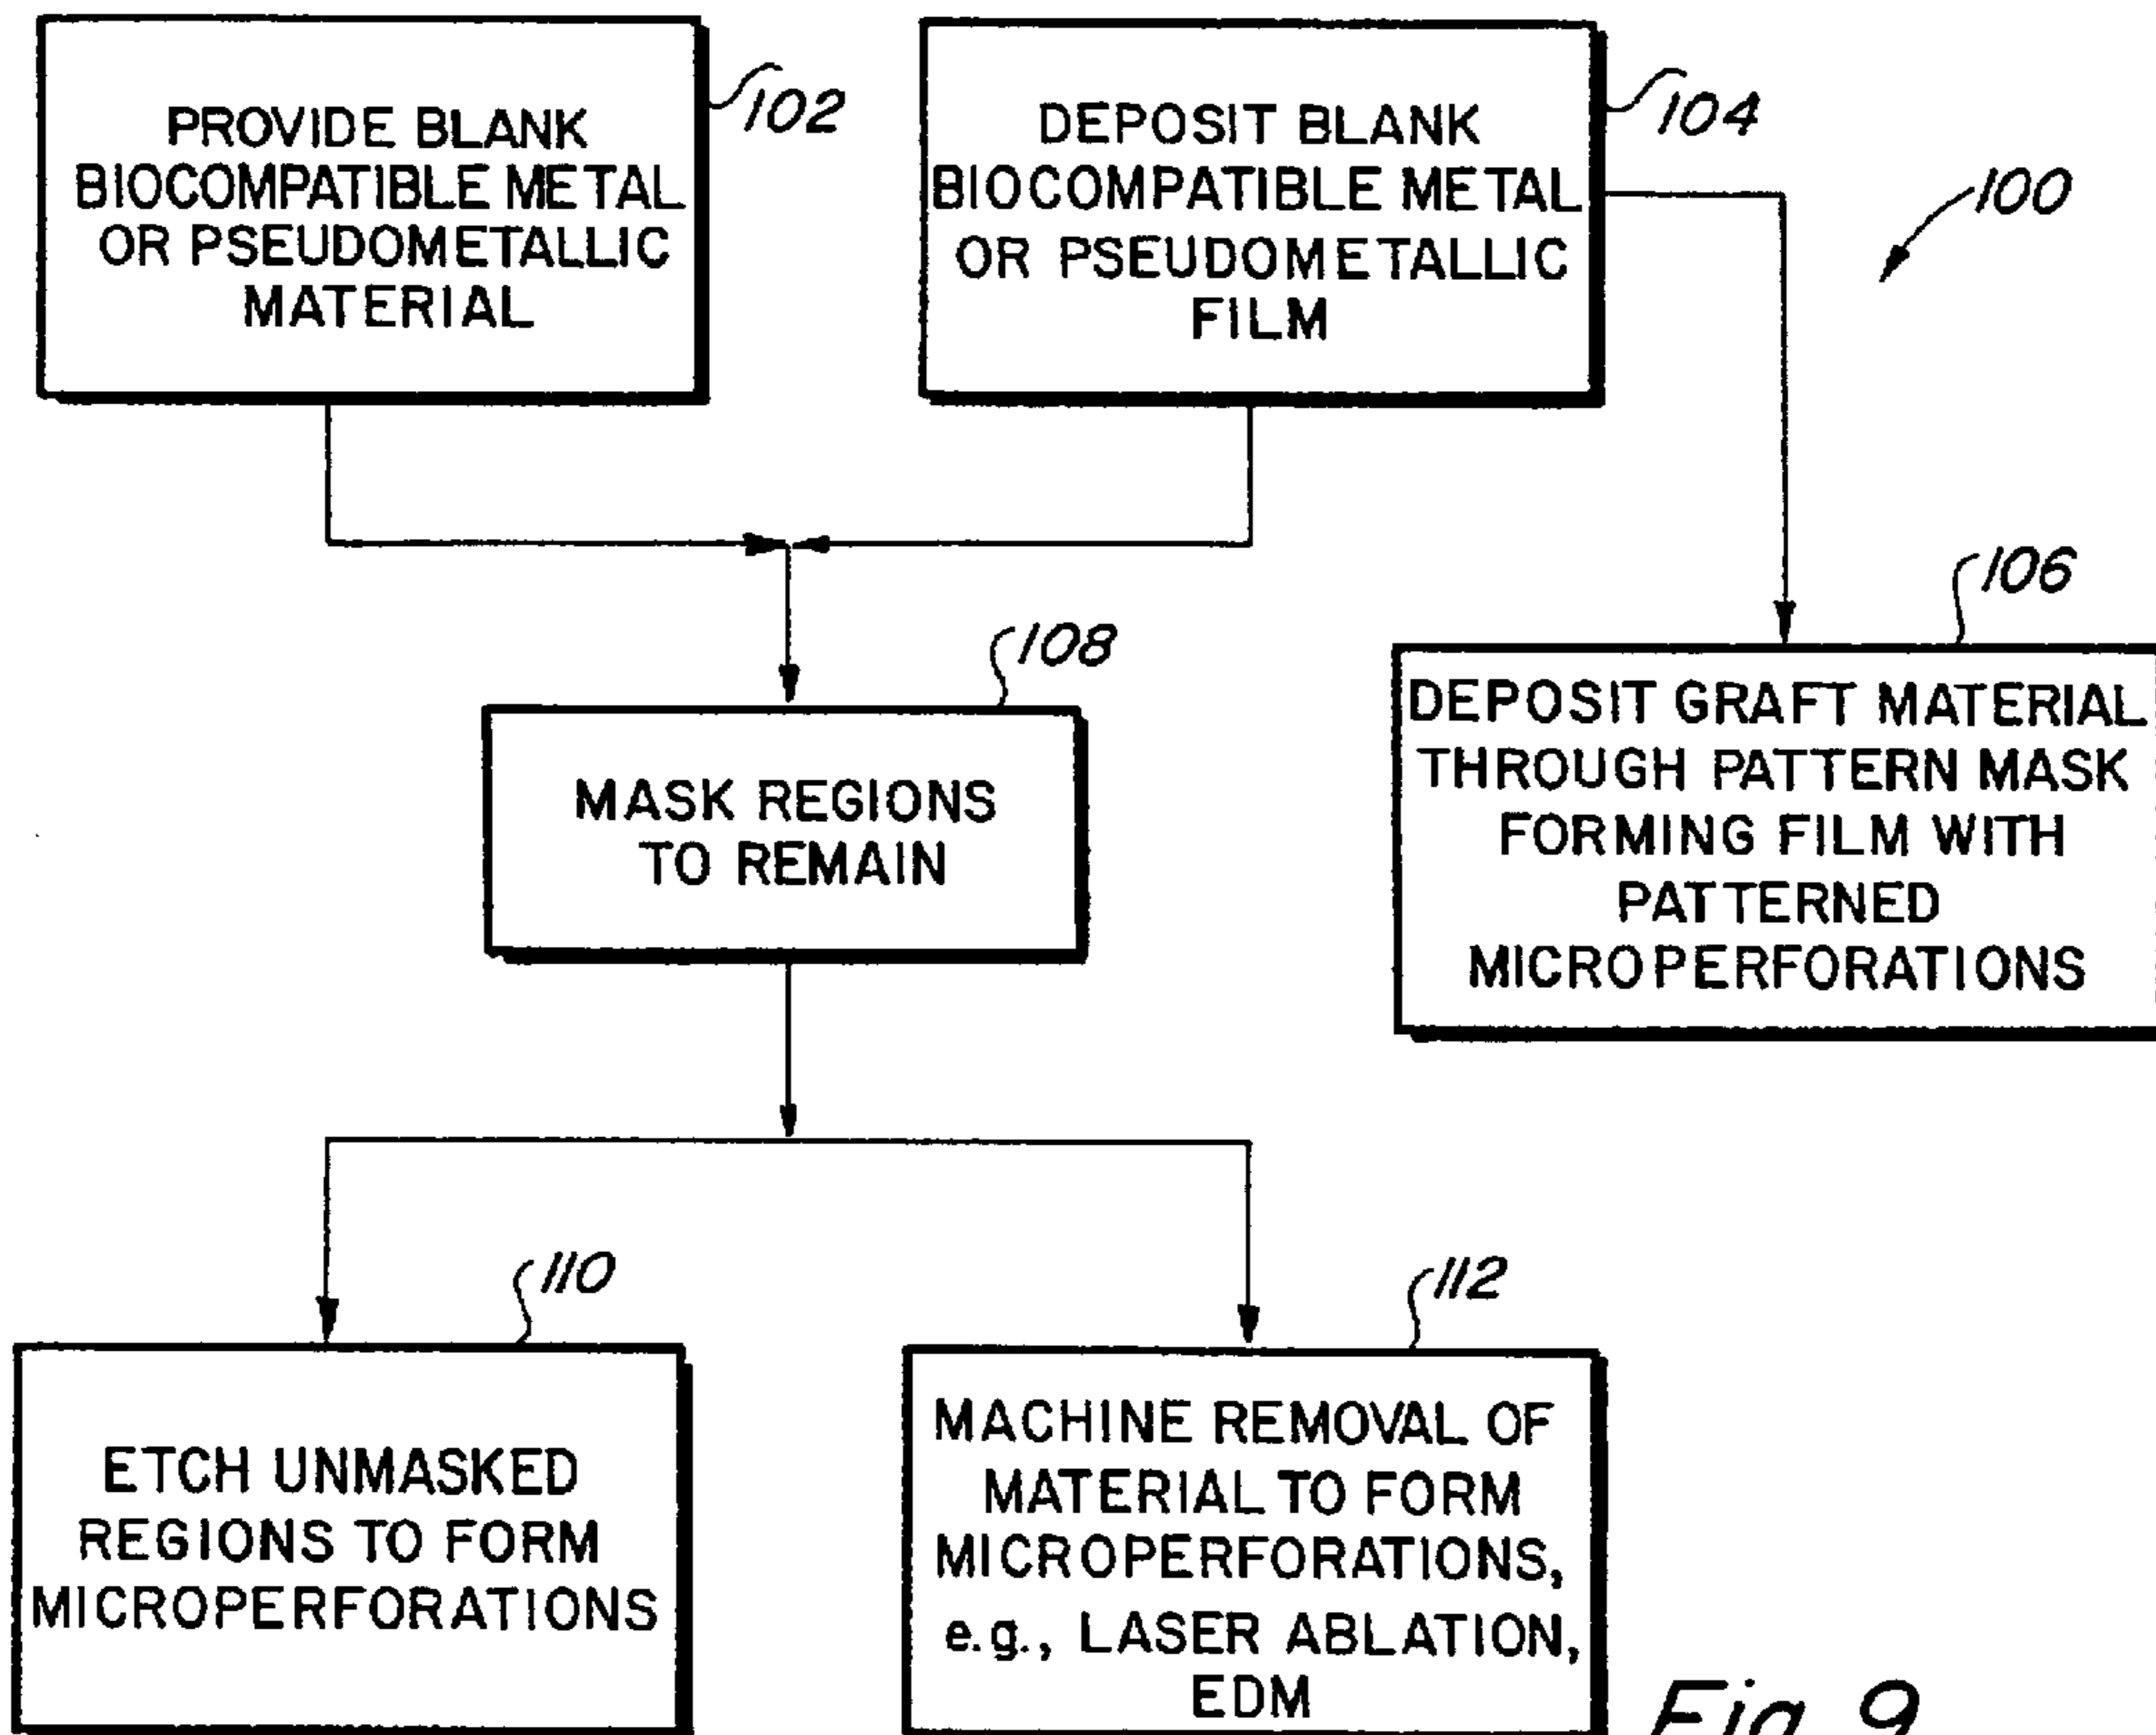 PROVIDE BLANK
BIOCOMPATIBLE METAL
OR PSEUDOMETALLIC
MATERIAL
102
DEPOSIT BLANK
BIOCOMPATIBLE METAL
OR PSEUDOMETALLIC
FILM
104
100
106
DEPOSIT GRAFT MATERIAL
THROUGH PATTERN MASK
FORMING FILM WITH
PATTERNED
MICROPERFORATIONS
108
MASK REGIONS
TO REMAIN
110
ETCH UNMASKED
REGIONS TO FORM
MICROPERFORATIONS
112
MACHINE REMOVAL OF
MATERIAL TO FORM
MICROPERFORATIONS,
e.g., LASER ABLATION,
EDM
Fig. 9